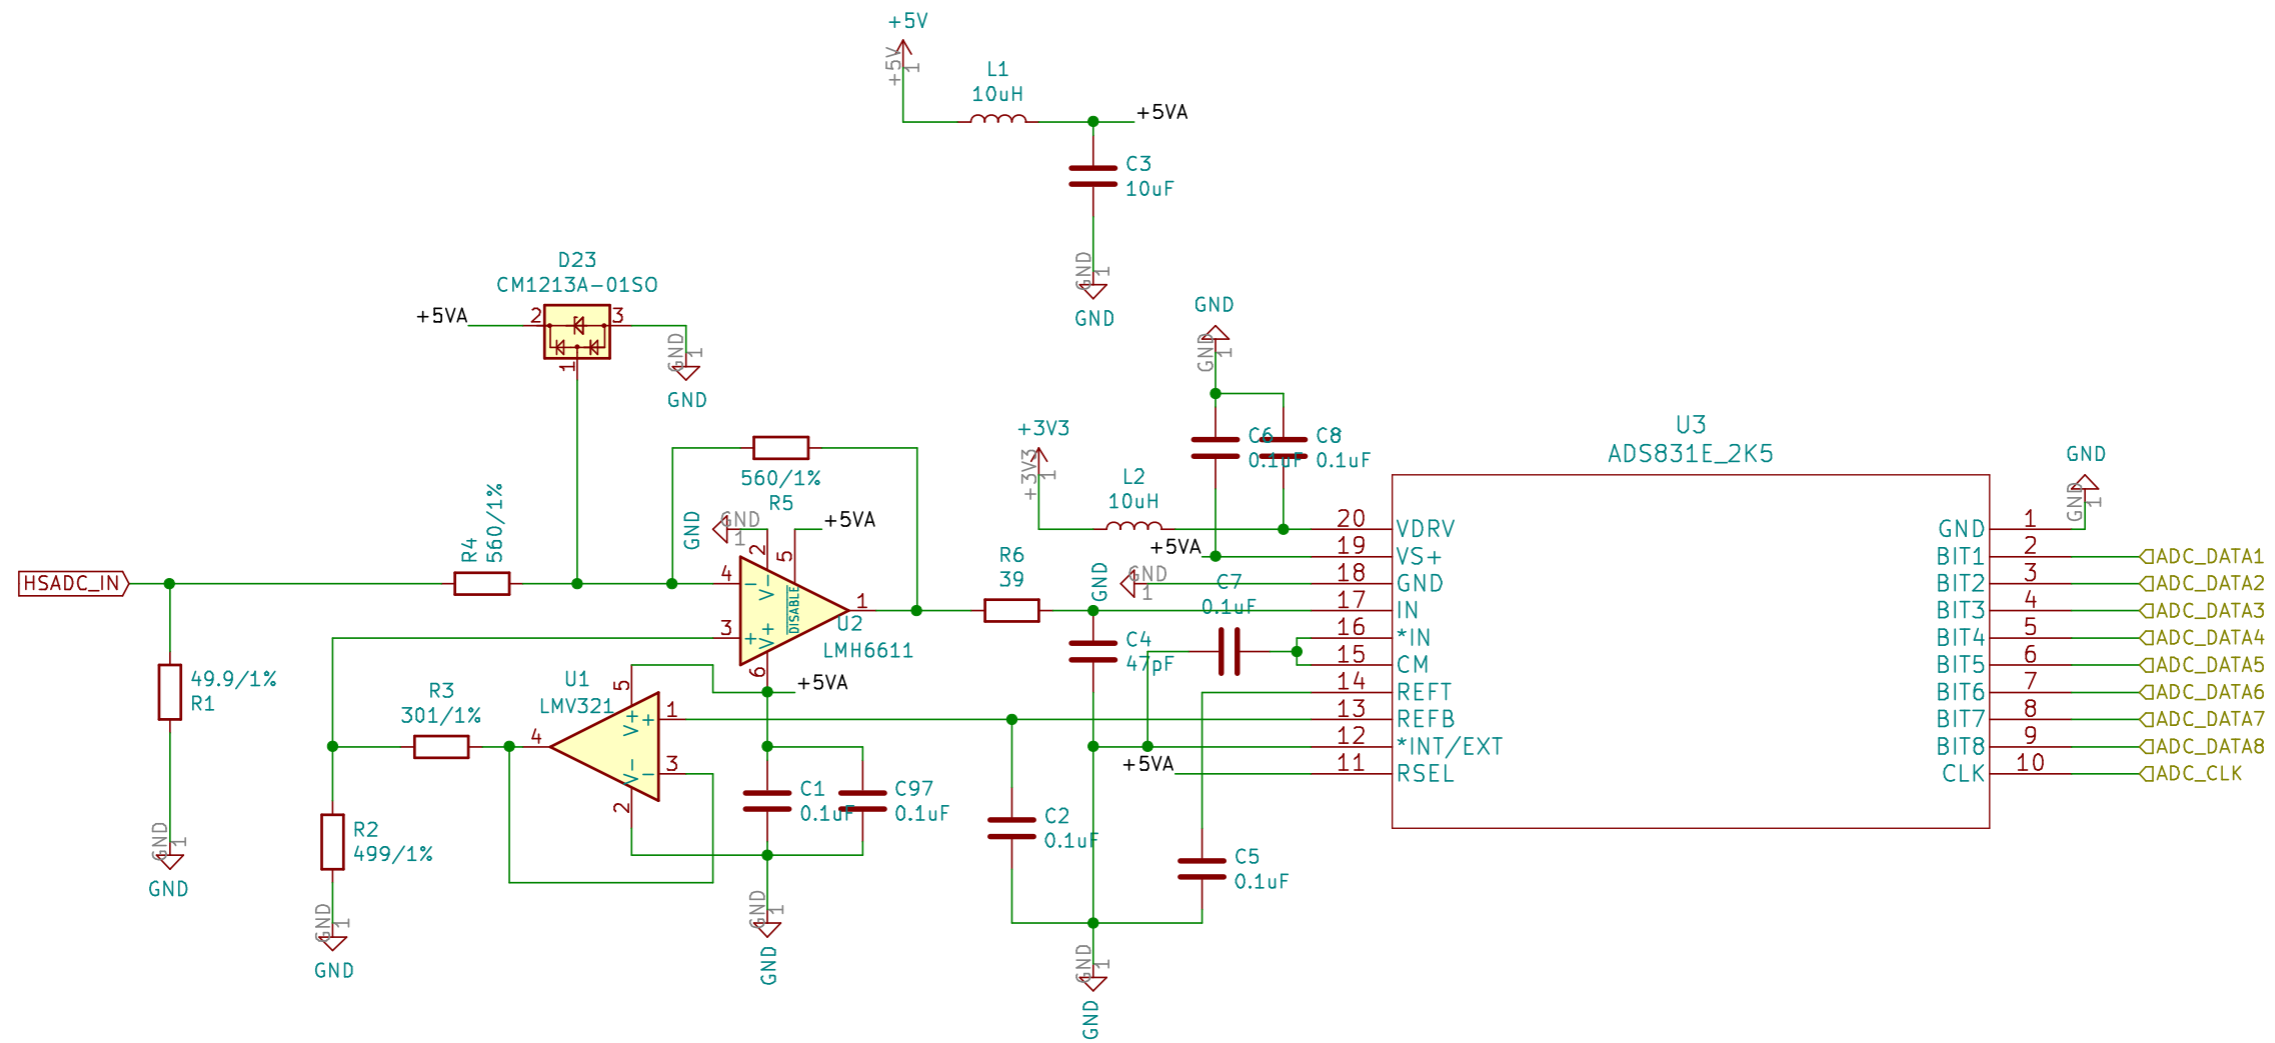 +5V
+5V
1
L1
10uH
+5VA
C3
10uF
GND
1
GND
D23
CM1213A-01SO
+5VA
2
3
1
GND
1
GND
GND
GND
1
C6
0.1uF
C8
0.1uF
+3V3
+3V3
1
L2
10uH
560/1%
R5
R4
560/1%
GND
GND
1
+5VA
2
5
4
3
1
6
-
+
V-
V+
DISABLE
U2
LMH6611
HSADC_IN
49.9/1%
R1
GND
1
GND
R3
301/1%
R2
499/1%
GND
1
GND
U1
LMV321
5
1
3
4
2
V+
+
V-
-
+5VA
C1
0.1uF
C97
0.1uF
GND
1
GND
R6
39
C4
47pF
GND
GND
1
+5VA
C7
0.1uF
C2
0.1uF
C5
0.1uF
+5VA
GND
1
GND
U3
ADS831E_2K5
20 VDRV
19 VS+
18 GND
17 IN
16 *IN
15 CM
14 REFT
13 REFB
12 *INT/EXT
11 RSEL
GND
GND
1
GND 1
BIT1 2 ADC_DATA1
BIT2 3 ADC_DATA2
BIT3 4 ADC_DATA3
BIT4 5 ADC_DATA4
BIT5 6 ADC_DATA5
BIT6 7 ADC_DATA6
BIT7 8 ADC_DATA7
BIT8 9 ADC_DATA8
CLK 10 ADC_CLK